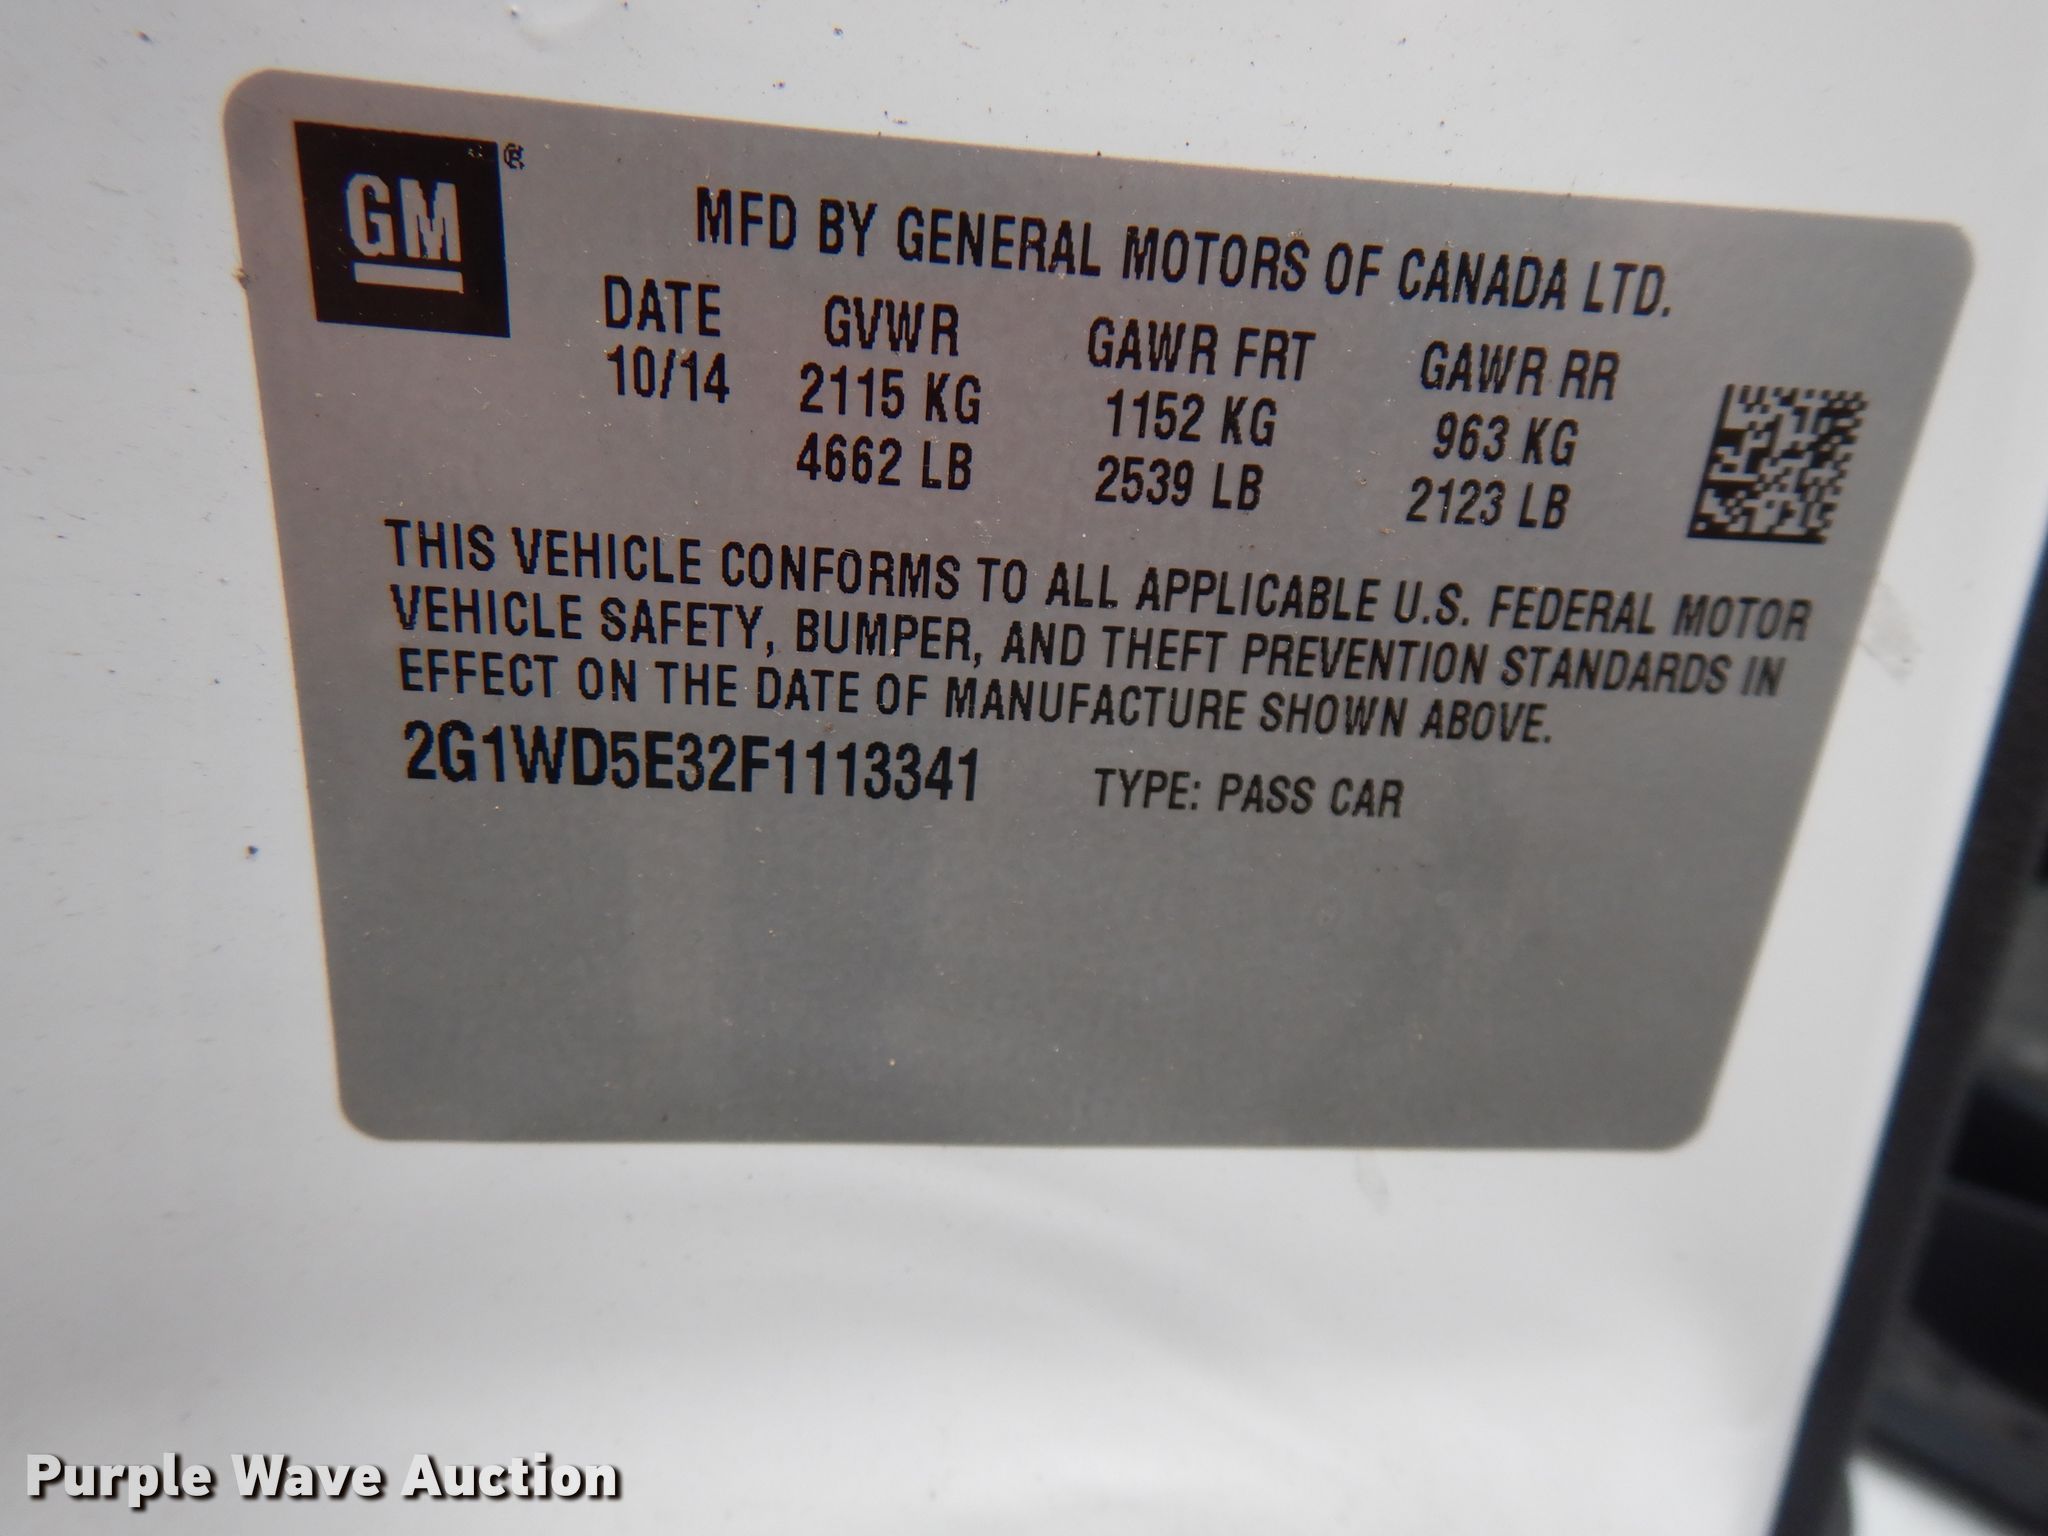 GM ®
MFD BY GENERAL MOTORS OF CANADA LTD.
DATE GVWR GAWR FRT GAWR RR
10/14 2115 KG 1152 KG 963 KG
4662 LB 2539 LB 2123 LB
THIS VEHICLE CONFORMS TO ALL APPLICABLE U.S. FEDERAL MOTOR
VEHICLE SAFETY, BUMPER, AND THEFT PREVENTION STANDARDS IN
EFFECT ON THE DATE OF MANUFACTURE SHOWN ABOVE.
2G1WD5E32F1113341 TYPE: PASS CAR
Purple Wave Auction